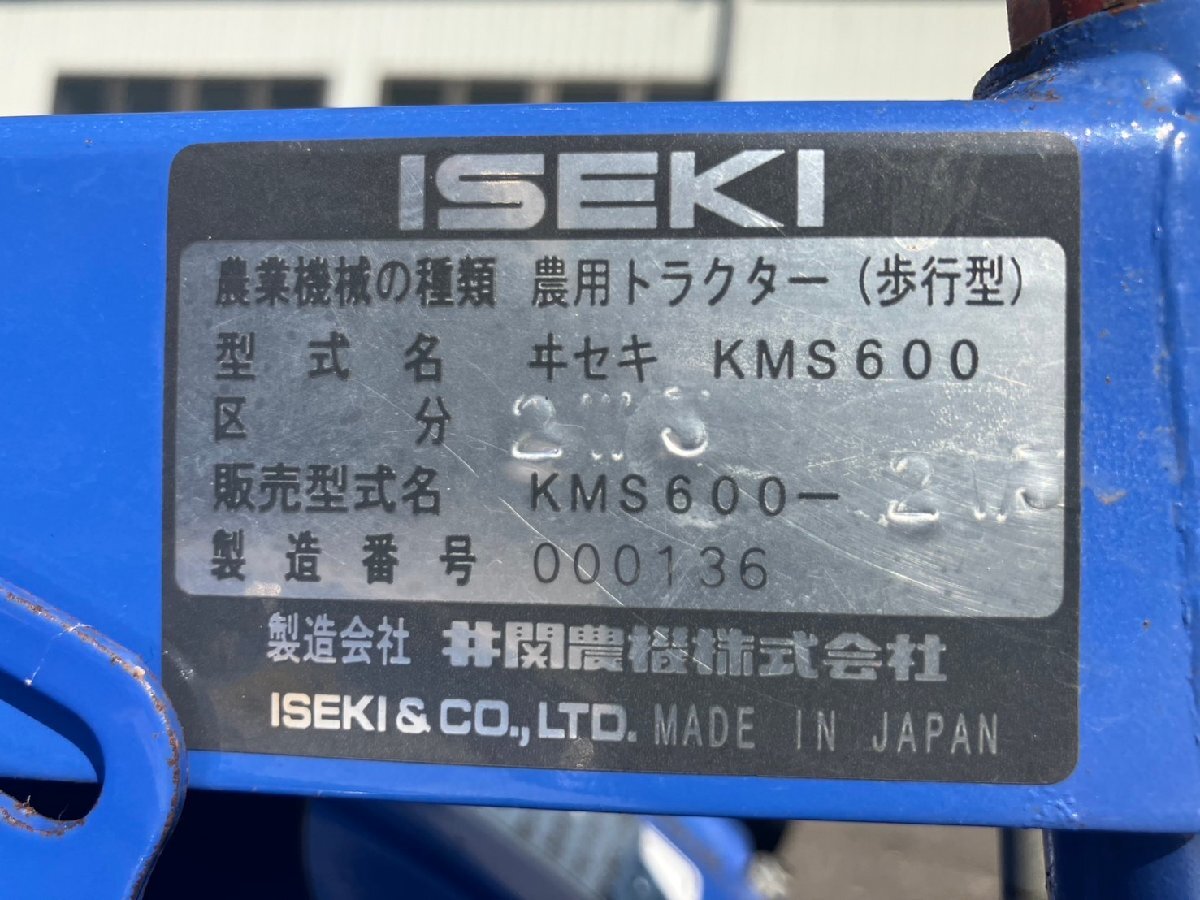 ISEKI
農業機械の種類 農用トラクター(歩行型)
型式名 ヰセキ KMS600
区分
販売型式名 KMS600-
製造番号 000136
製造会社 井関農機株式会社
ISEKI & CO., LTD. MADE IN JAPAN